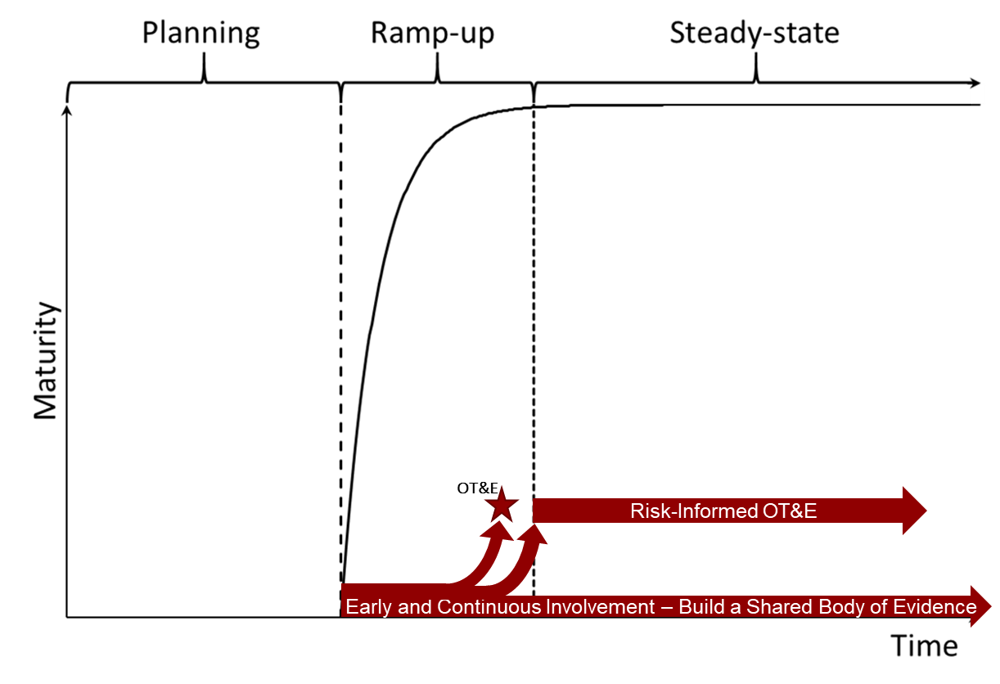 Planning
Ramp-up
Steady-state
Maturity
OT&E
Risk-Informed OT&E
Early and Continuous Involvement – Build a Shared Body of Evidence
Time